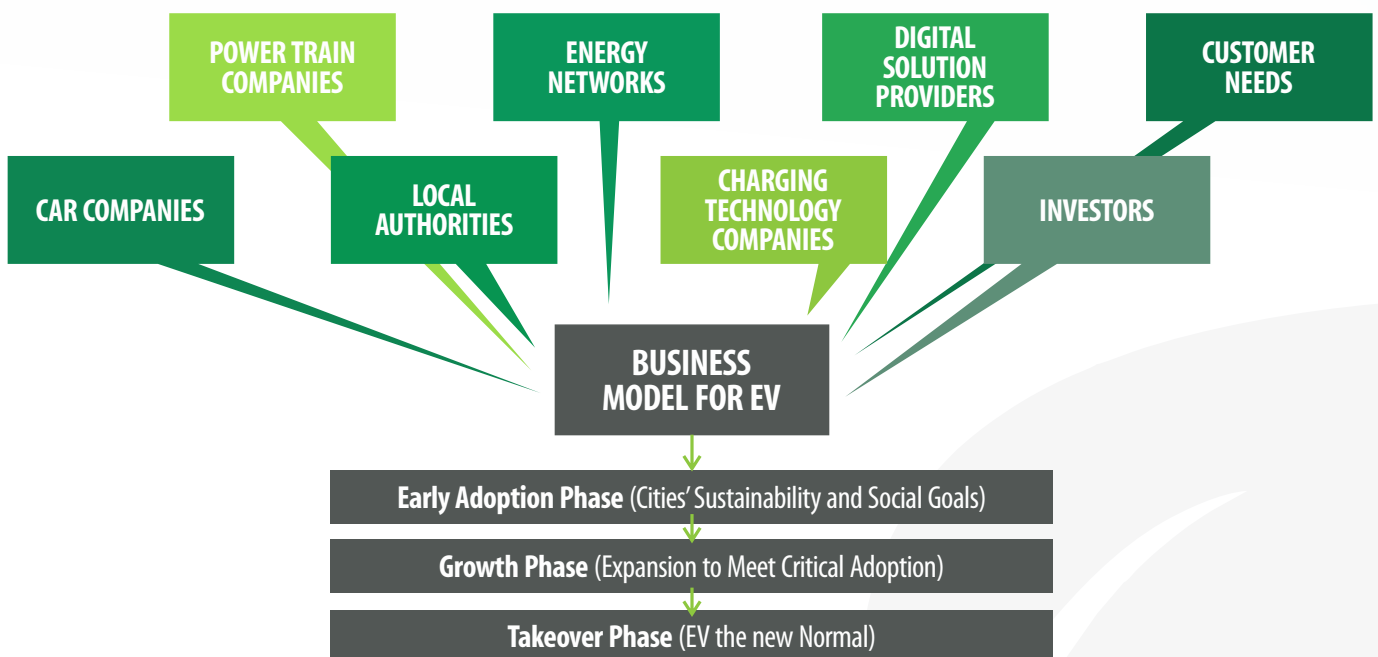 POWER TRAIN
COMPANIES
ENERGY
NETWORKS
DIGITAL
SOLUTION
PROVIDERS
CUSTOMER
NEEDS
CAR COMPANIES
LOCAL
AUTHORITIES
CHARGING
TECHNOLOGY
COMPANIES
INVESTORS
BUSINESS
MODEL FOR EV
Early Adoption Phase (Cities’ Sustainability and Social Goals)
Growth Phase (Expansion to Meet Critical Adoption)
Takeover Phase (EV the new Normal)